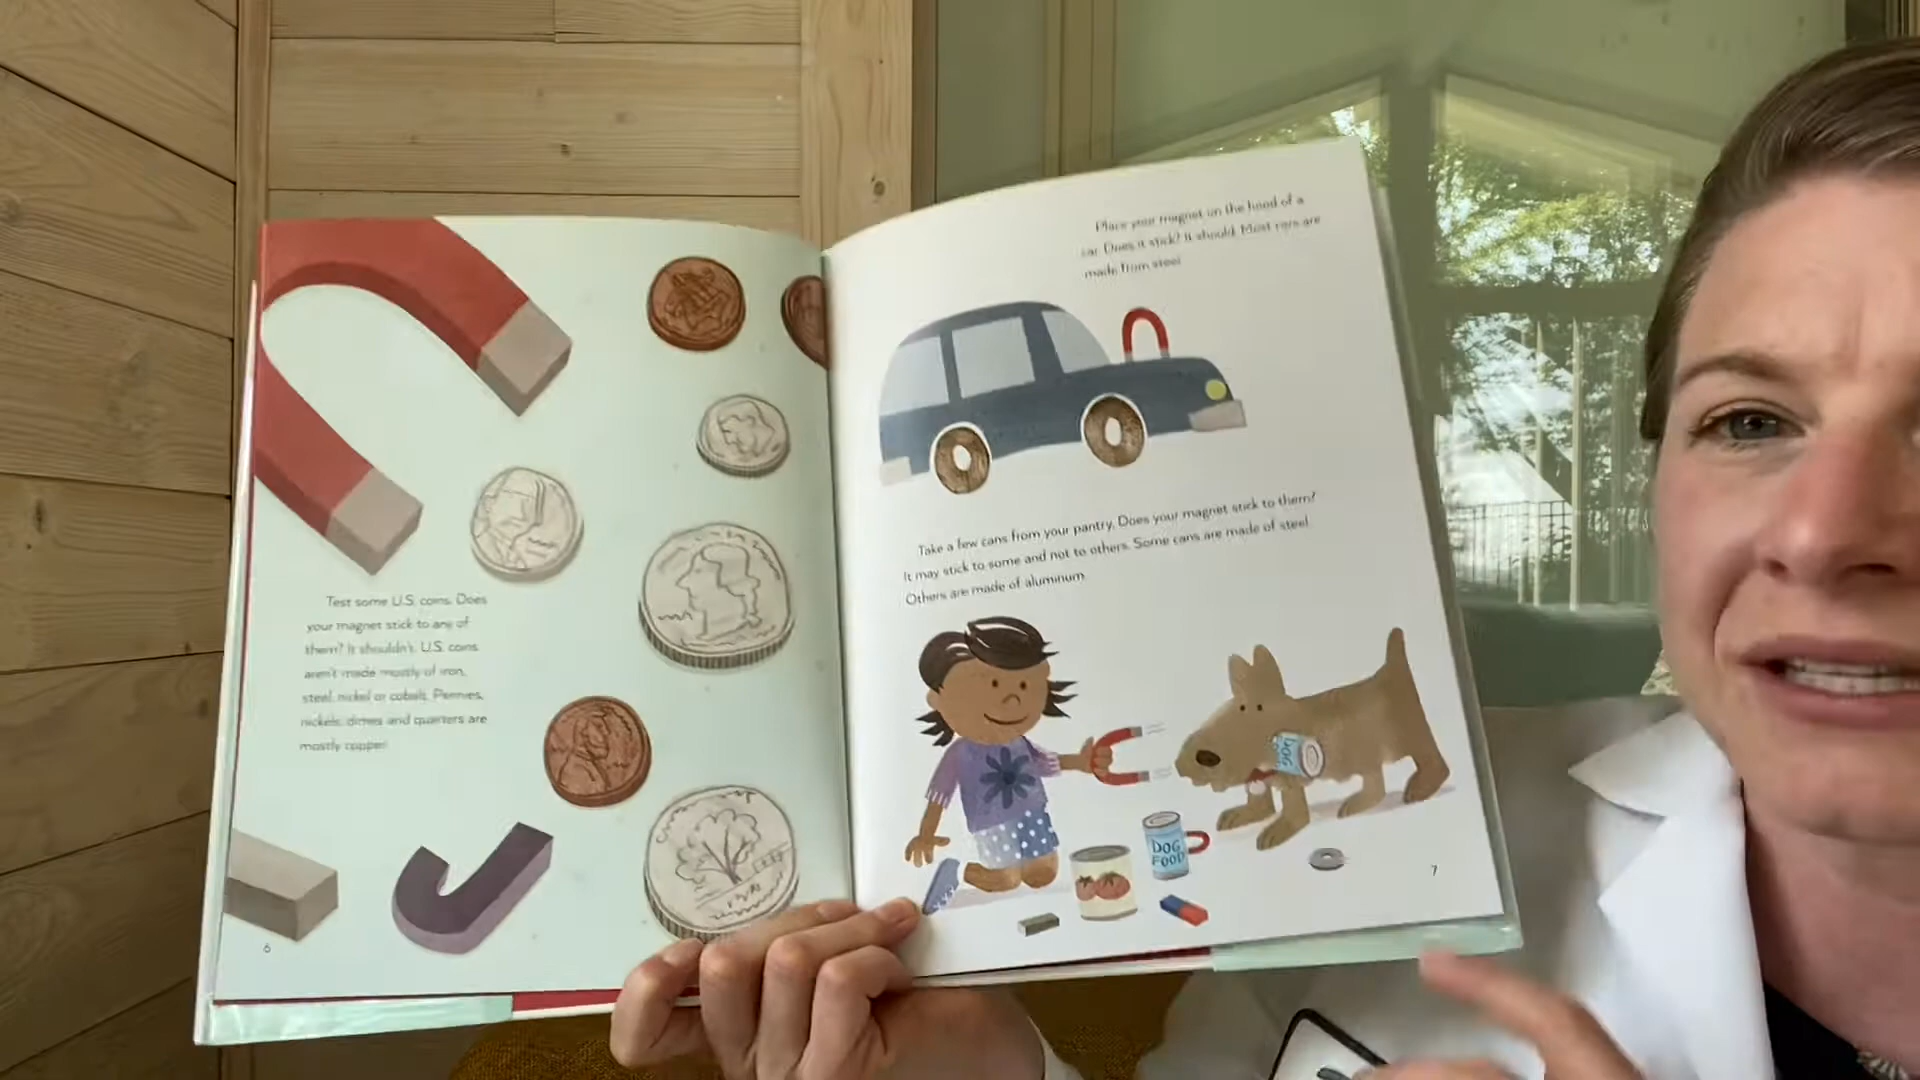 Test some U.S. coins. Does
your magnet stick to any of
them? It shouldn't. U.S. coins
aren't made mostly of iron,
steel, nickel or cobalt. Pennies,
nickels, dimes and quarters are
mostly copper.
6
Place your magnet on the hood of a
car. Does it stick? It should. Most cars are
made from steel.
Take a few cans from your pantry. Does your magnet stick to them?
It may stick to some and not to others. Some cans are made of steel.
Others are made of aluminum.
DOG
DOG
FOOD
7